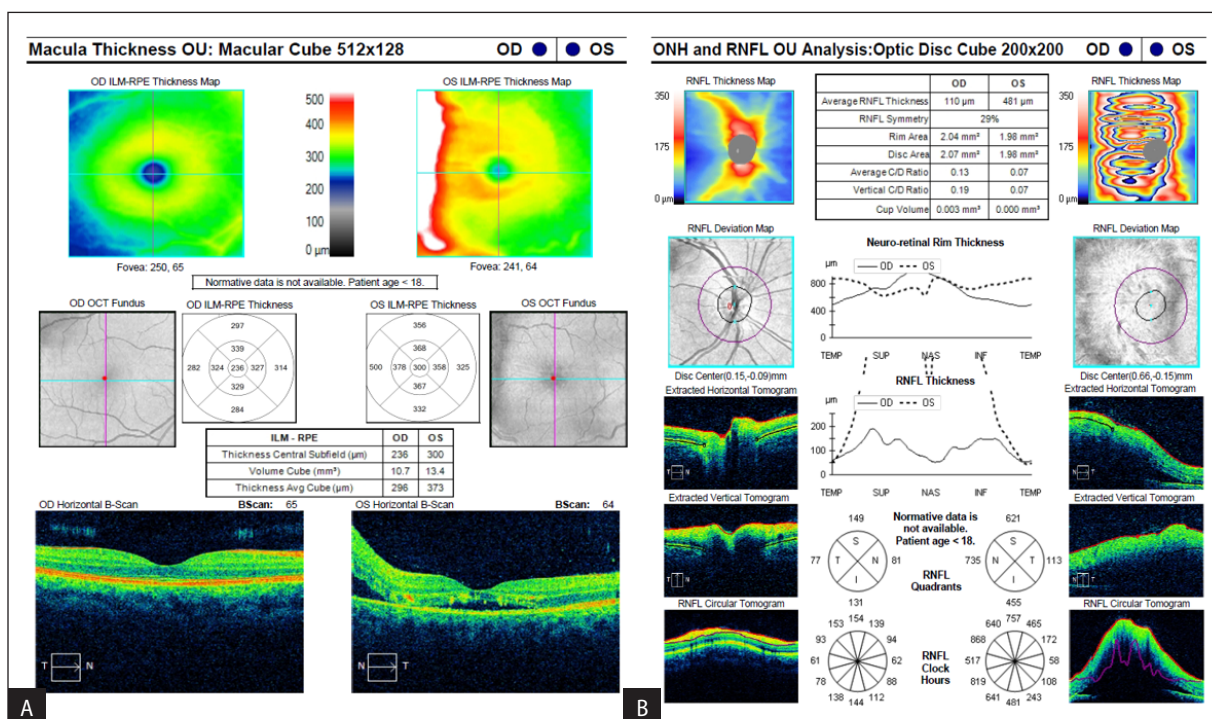 Macula Thickness OU: Macular Cube 512x128 OD OS
OD ILM-RPE Thickness Map
OS ILM-RPE Thickness Map
500
400
300
200
100
0 µm
Fovea: 250, 65
Fovea: 241, 64
Normative data is not available. Patient age < 18.
OD OCT Fundus
OD ILM-RPE Thickness
OS ILM-RPE Thickness
OS OCT Fundus
297
339
282 324 236 327 314
329
284
356
368
500 378 300 358 325
367
332
ILM - RPE OD OS
Thickness Central Subfield (µm) 236 300
Volume Cube (mm³) 10.7 13.4
Thickness Avg Cube (µm) 296 373
OD Horizontal B-Scan BScan: 65
OS Horizontal B-Scan BScan: 64
T N
N T
A
ONH and RNFL OU Analysis:Optic Disc Cube 200x200 OD OS
RNFL Thickness Map
350
175
0 µm
OD OS
Average RNFL Thickness 110 µm 481 µm
RNFL Symmetry 29%
Rim Area 2.04 mm² 1.98 mm²
Disc Area 2.07 mm² 1.98 mm²
Average C/D Ratio 0.13 0.07
Vertical C/D Ratio 0.19 0.07
Cup Volume 0.003 mm³ 0.000 mm³
RNFL Thickness Map
350
175
0 µm
RNFL Deviation Map
Neuro-retinal Rim Thickness
RNFL Deviation Map
µm OD OS
800
400
0
TEMP SUP NAS INF TEMP
Disc Center(0.15,-0.09)mm
Disc Center(0.66,-0.15)mm
RNFL Thickness
Extracted Horizontal Tomogram
Extracted Horizontal Tomogram
µm OD OS
200
100
0
TEMP SUP NAS INF TEMP
T N
N T
Extracted Vertical Tomogram
Extracted Vertical Tomogram
Normative data is
not available.
Patient age < 18.
149
S
77 T N 81
I
131
621
S
735 N T 113
I
455
RNFL
Quadrants
RNFL Circular Tomogram
RNFL Circular Tomogram
154
153 139
93 94
61 62
78 88
138 112
144
RNFL
Clock
Hours
757
640 465
868 172
517 58
819 108
641 243
481
B